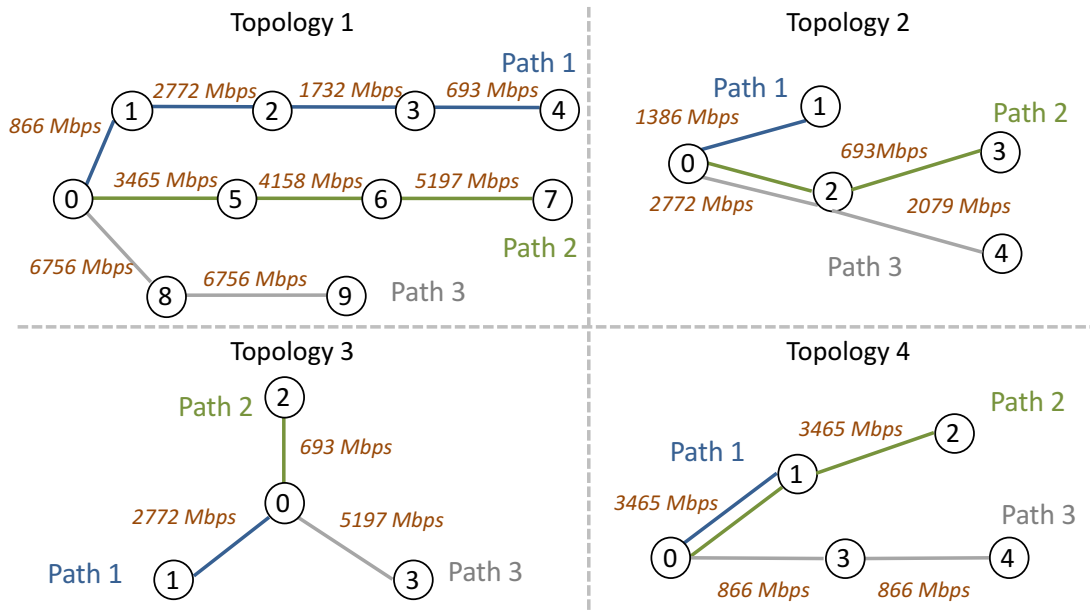 Topology 1
Path 1
2772 Mbps
1732 Mbps
693 Mbps
866 Mbps
1
2
3
4
3465 Mbps
4158 Mbps
5197 Mbps
0
5
6
7
Path 2
6756 Mbps
6756 Mbps
8
9
Path 3
Topology 2
Path 1
1
1386 Mbps
Path 2
693Mbps
3
0
2
2772 Mbps
2079 Mbps
4
Path 3
Topology 3
2
Path 2
693 Mbps
0
2772 Mbps
5197 Mbps
Path 1
1
3
Path 3
Topology 4
Path 2
3465 Mbps
2
Path 1
1
3465 Mbps
Path 3
0
3
4
866 Mbps
866 Mbps